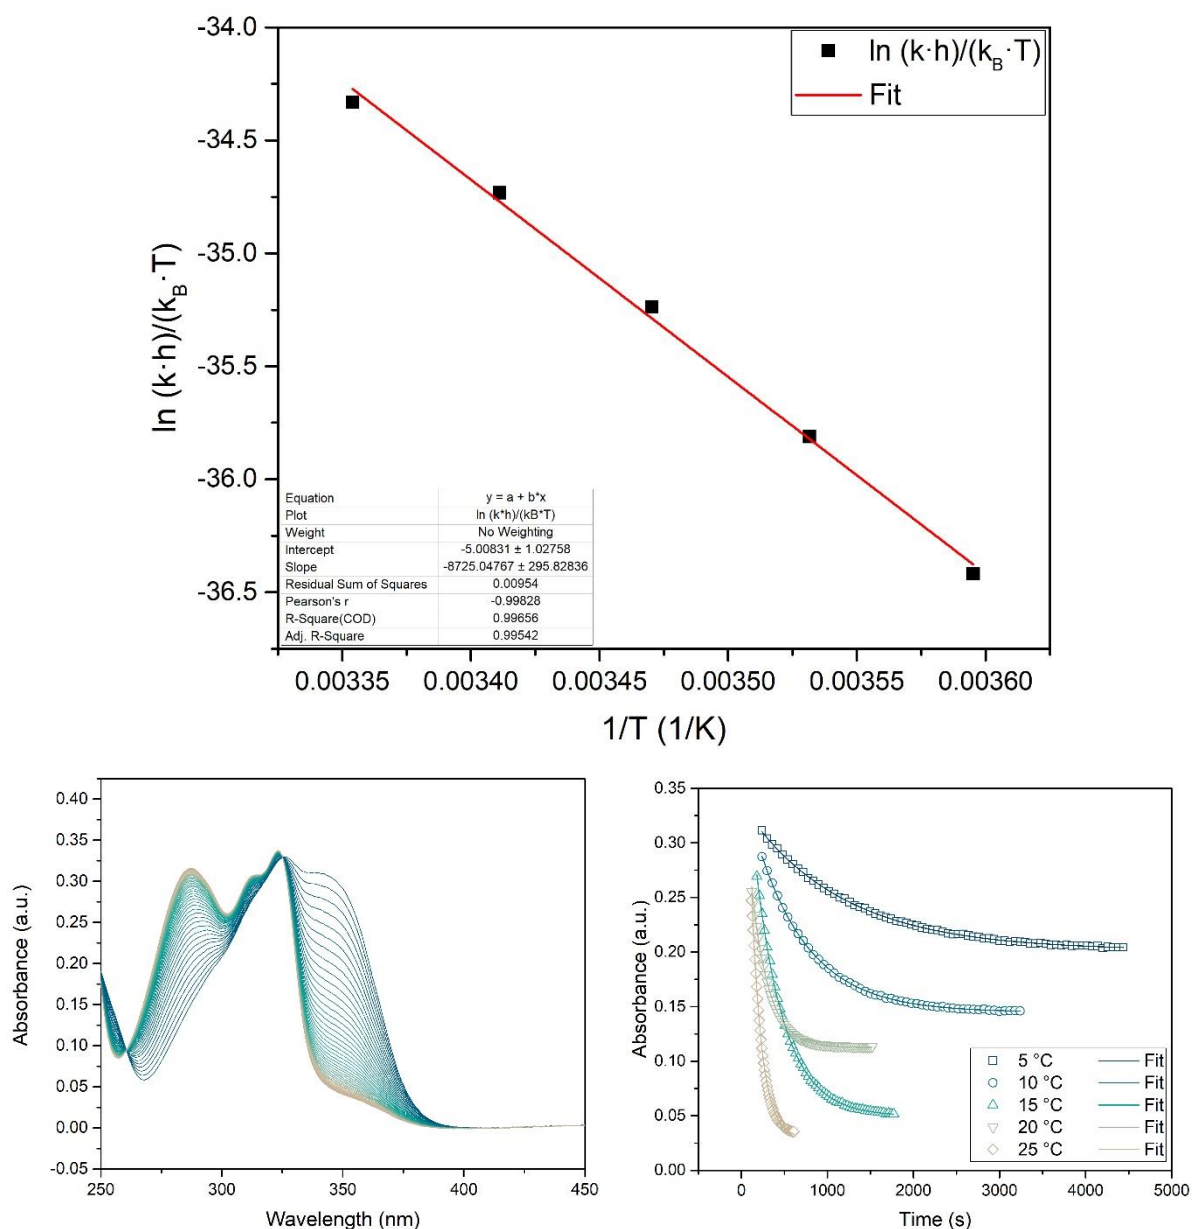 -34.0
-34.5
-35.0
-35.5
-36.0
-36.5
ln (k·h)/(k_B·T)
ln (k·h)/(k_B·T)
Fit
Equation y = a + b*x
Plot ln (k*h)/(kB*T)
Weight No Weighting
Intercept -5.00831 ± 1.02758
Slope -8725.04767 ± 295.82836
Residual Sum of Squares 0.00954
Pearson's r -0.99828
R-Square(COD) 0.99656
Adj. R-Square 0.99542
0.00335 0.00340 0.00345 0.00350 0.00355 0.00360
1/T (1/K)
0.40
0.35
0.30
0.25
0.20
0.15
0.10
0.05
0.00
-0.05
Absorbance (a.u.)
250 300 350 400 450
Wavelength (nm)
0.35
0.30
0.25
0.20
0.15
0.10
0.05
0.00
Absorbance (a.u.)
5 °C Fit
10 °C Fit
15 °C Fit
20 °C Fit
25 °C Fit
0 1000 2000 3000 4000 5000
Time (s)